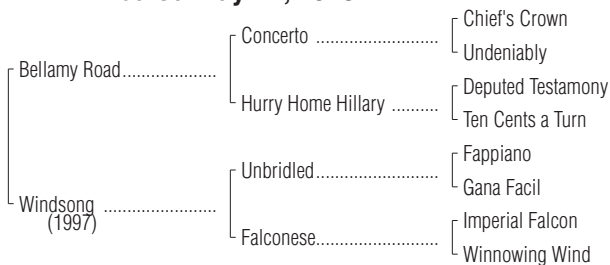 Concerto ..........................
Chief's Crown
Undeniably
Bellamy Road....................
Hurry Home Hillary ..........
Deputed Testamony
Ten Cents a Turn
Unbridled..........................
Fappiano
Gana Facil
Windsong ........................
(1997)
Falconese..........................
Imperial Falcon
Winnowing Wind